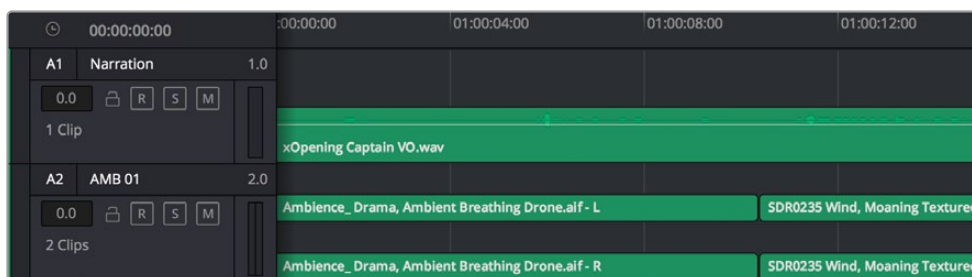 00:00:00:00 :00:00:00 01:00:04:00 01:00:08:00 01:00:12:00
A1 Narration 1.0
0.0 R S M
1 Clip
xOpening Captain VO.wav
A2 AMB 01 2.0
0.0 R S M
Ambience_ Drama, Ambient Breathing Drone.aif - L SDR0235 Wind, Moaning Texture
2 Clips
Ambience_ Drama, Ambient Breathing Drone.aif - R SDR0235 Wind, Moaning Texture